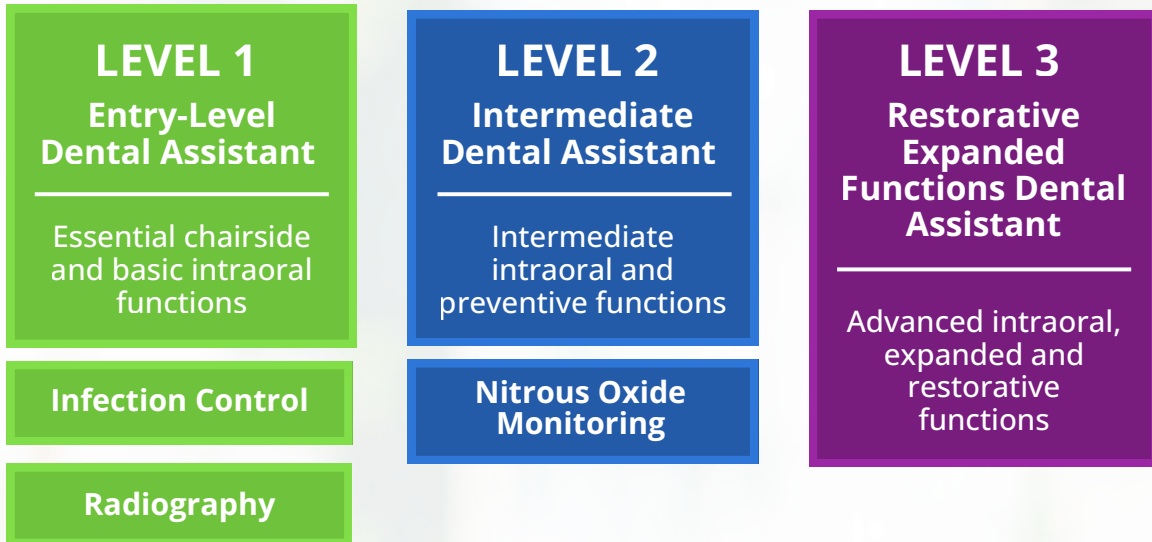 LEVEL 1
Entry-Level
Dental Assistant
Essential chairside
and basic intraoral
functions
Infection Control
Radiography
LEVEL 2
Intermediate
Dental Assistant
Intermediate
intraoral and
preventive functions
Nitrous Oxide
Monitoring
LEVEL 3
Restorative
Expanded
Functions Dental
Assistant
Advanced intraoral,
expanded and
restorative
functions